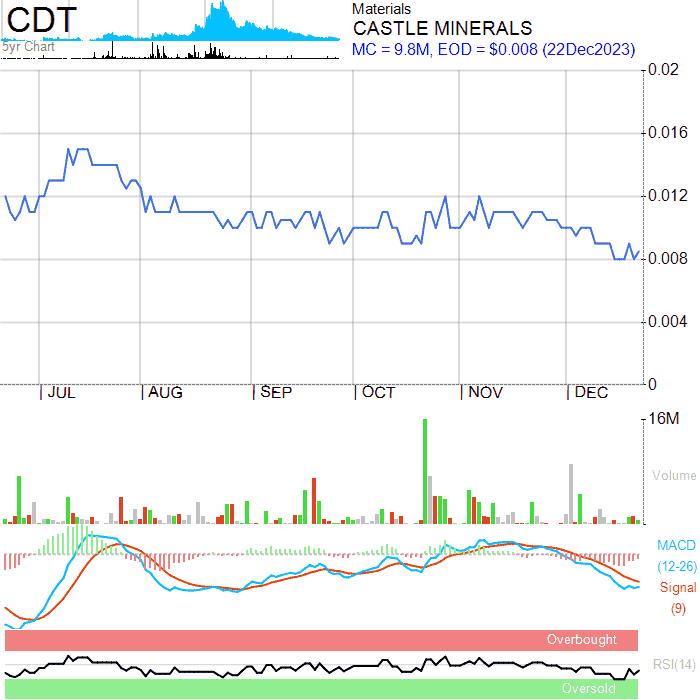 CDT
5yr Chart
Materials
CASTLE MINERALS
MC = 9.8M, EOD = $0.008 (22Dec2023)
0.02
0.016
0.012
0.008
0.004
0
JUL AUG SEP OCT NOV DEC
16M
Volume
MACD
(12-26)
Signal
(9)
Overbought
RSI(14)
Oversold